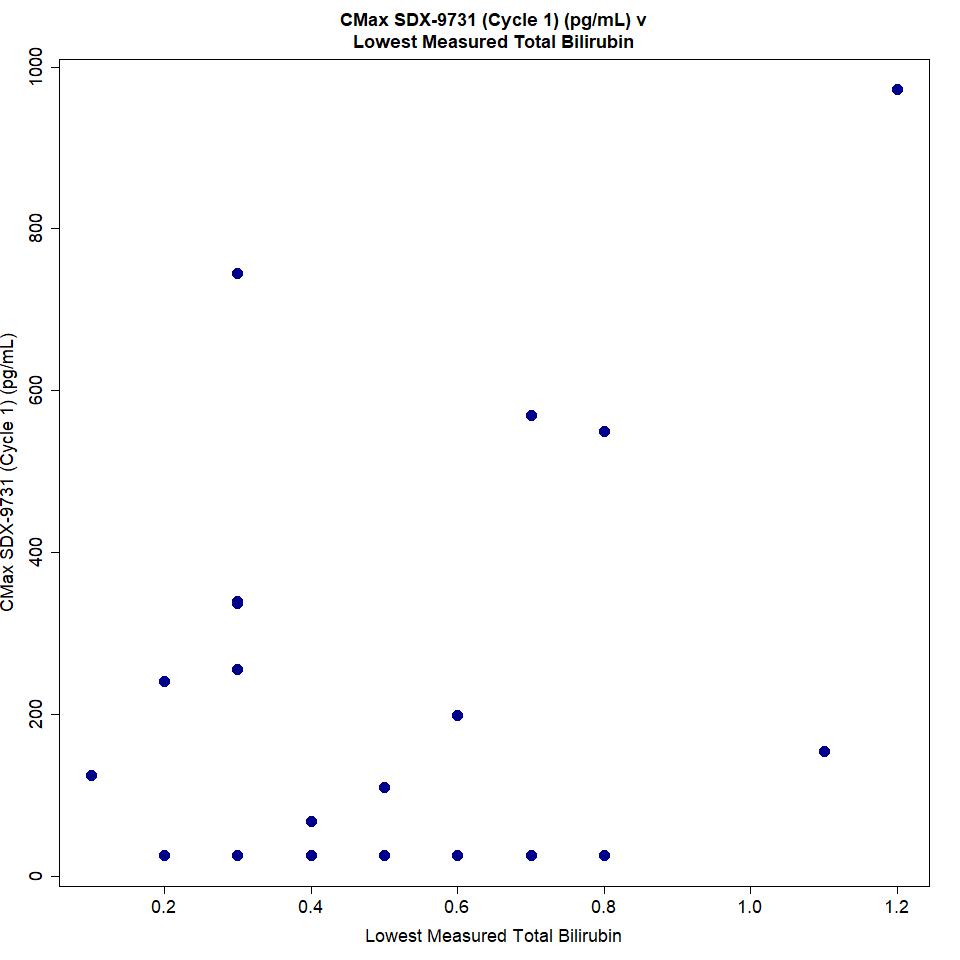 CMax SDX-9731 (Cycle 1) (pg/mL) v
Lowest Measured Total Bilirubin
CMax SDX-9731 (Cycle 1) (pg/mL)
1000
800
600
400
200
0
0.2 0.4 0.6 0.8 1.0 1.2
Lowest Measured Total Bilirubin